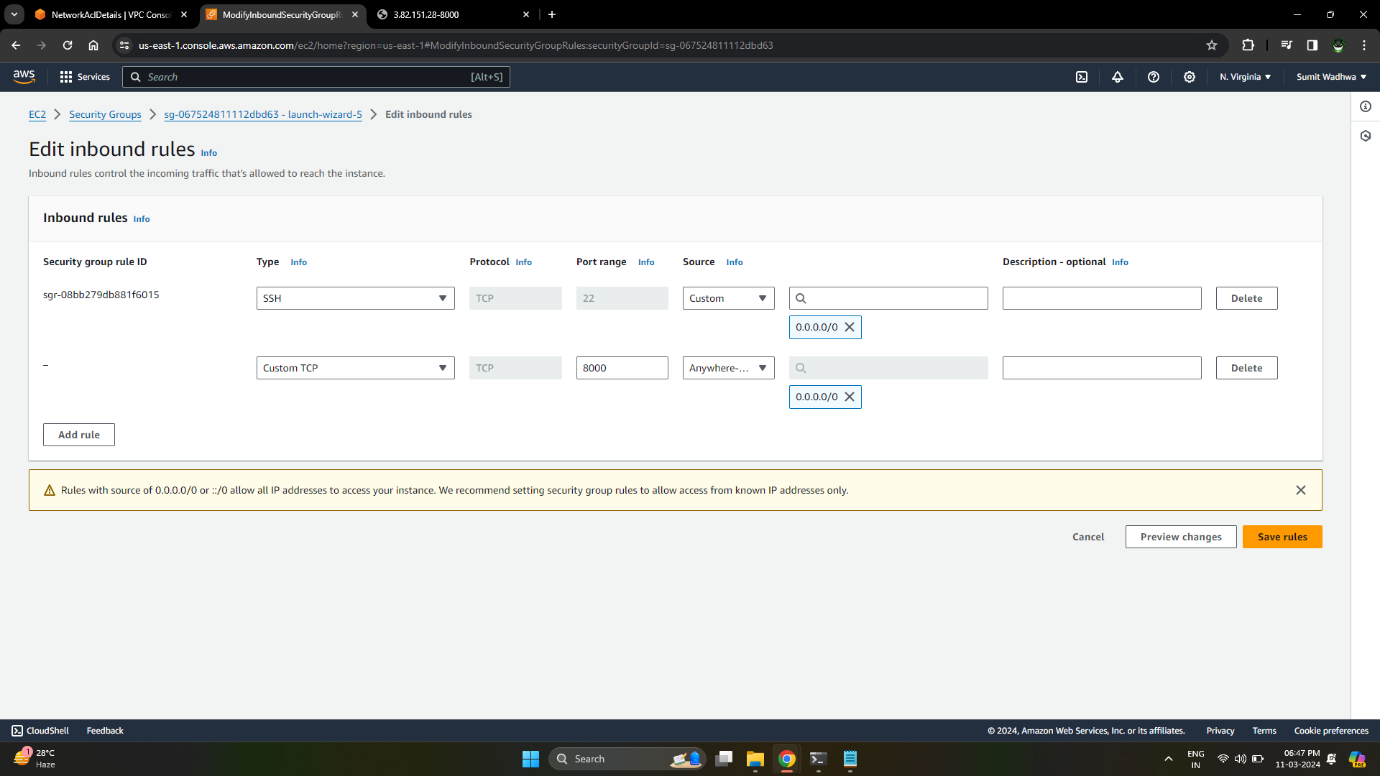 NetworkAclDetails | VPC Conso
ModifyInboundSecurityGroupR
3.82.151.28-8000
us-east-1.console.aws.amazon.com/ec2/home?region=us-east-1#ModifyInboundSecurityGroupRules:securityGroupId=sg-067524811112dbd63
aws Services Search [Alt+S] N. Virginia Sumit Wadhwa
EC2 > Security Groups > sg-067524811112dbd63 - launch-wizard-5 > Edit inbound rules
Edit inbound rules Info
Inbound rules control the incoming traffic that's allowed to reach the instance.
Inbound rules Info
Security group rule ID Type Info Protocol Info Port range Info Source Info Description - optional Info
sgr-08bb279db881f6015 SSH TCP 22 Custom Delete
0.0.0.0/0
– Custom TCP TCP 8000 Anywhere-... Delete
0.0.0.0/0
Add rule
Rules with source of 0.0.0.0/0 or ::/0 allow all IP addresses to access your instance. We recommend setting security group rules to allow access from known IP addresses only.
Cancel Preview changes Save rules
CloudShell Feedback © 2024, Amazon Web Services, Inc. or its affiliates. Privacy Terms Cookie preferences
1 28°C
Haze
Search
ENG
IN
06:47 PM
11-03-2024